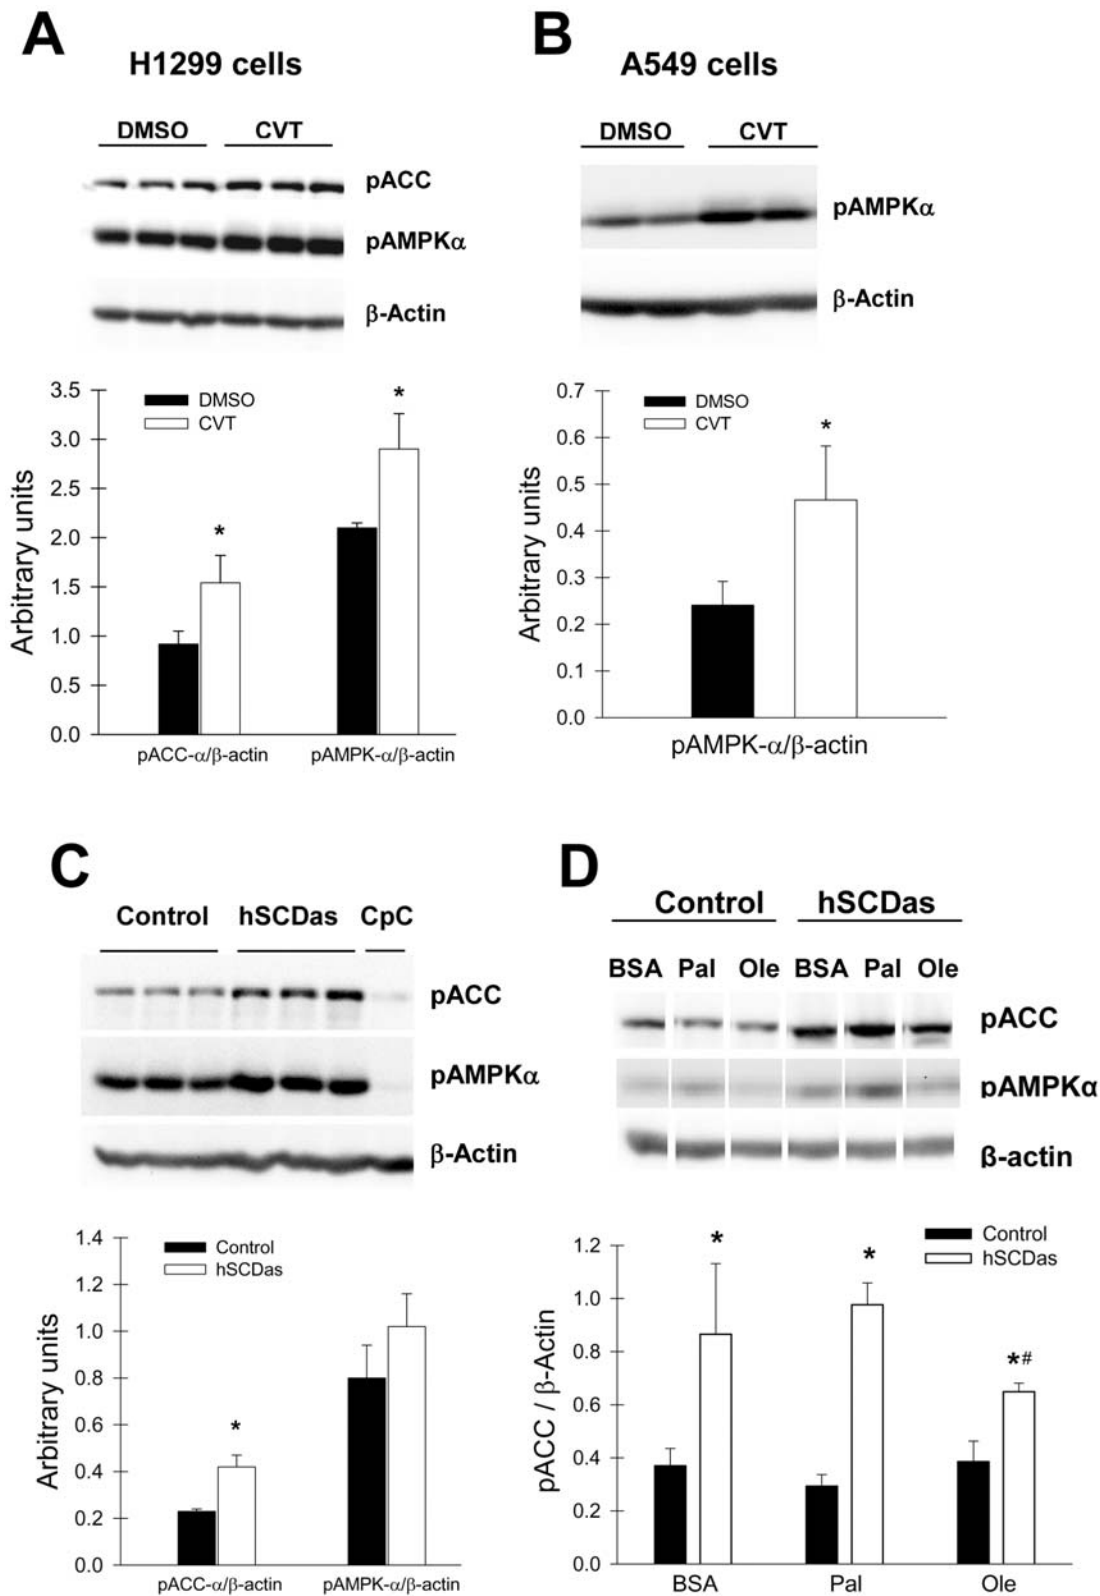 A
H1299 cells
DMSO CVT
pACC
pAMPKα
β-Actin
3.5
3.0
2.5
2.0
1.5
1.0
0.5
0.0
Arbitrary units
DMSO
CVT
*
*
pACC-α/β-actin pAMPK-α/β-actin
B
A549 cells
DMSO CVT
pAMPKα
β-Actin
0.7
0.6
0.5
0.4
0.3
0.2
0.1
0.0
Arbitrary units
DMSO
CVT
*
pAMPK-α/β-actin
C
Control hSCDas CpC
pACC
pAMPKα
β-Actin
1.4
1.2
1.0
0.8
0.6
0.4
0.2
0.0
Arbitrary units
Control
hSCDas
*
pACC-α/β-actin pAMPK-α/β-actin
D
Control hSCDas
BSA Pal Ole BSA Pal Ole
pACC
pAMPKα
ß-actin
1.2
1.0
0.8
0.6
0.4
0.2
0.0
pACC / β-Actin
Control
hSCDas
*
*
*#
BSA Pal Ole